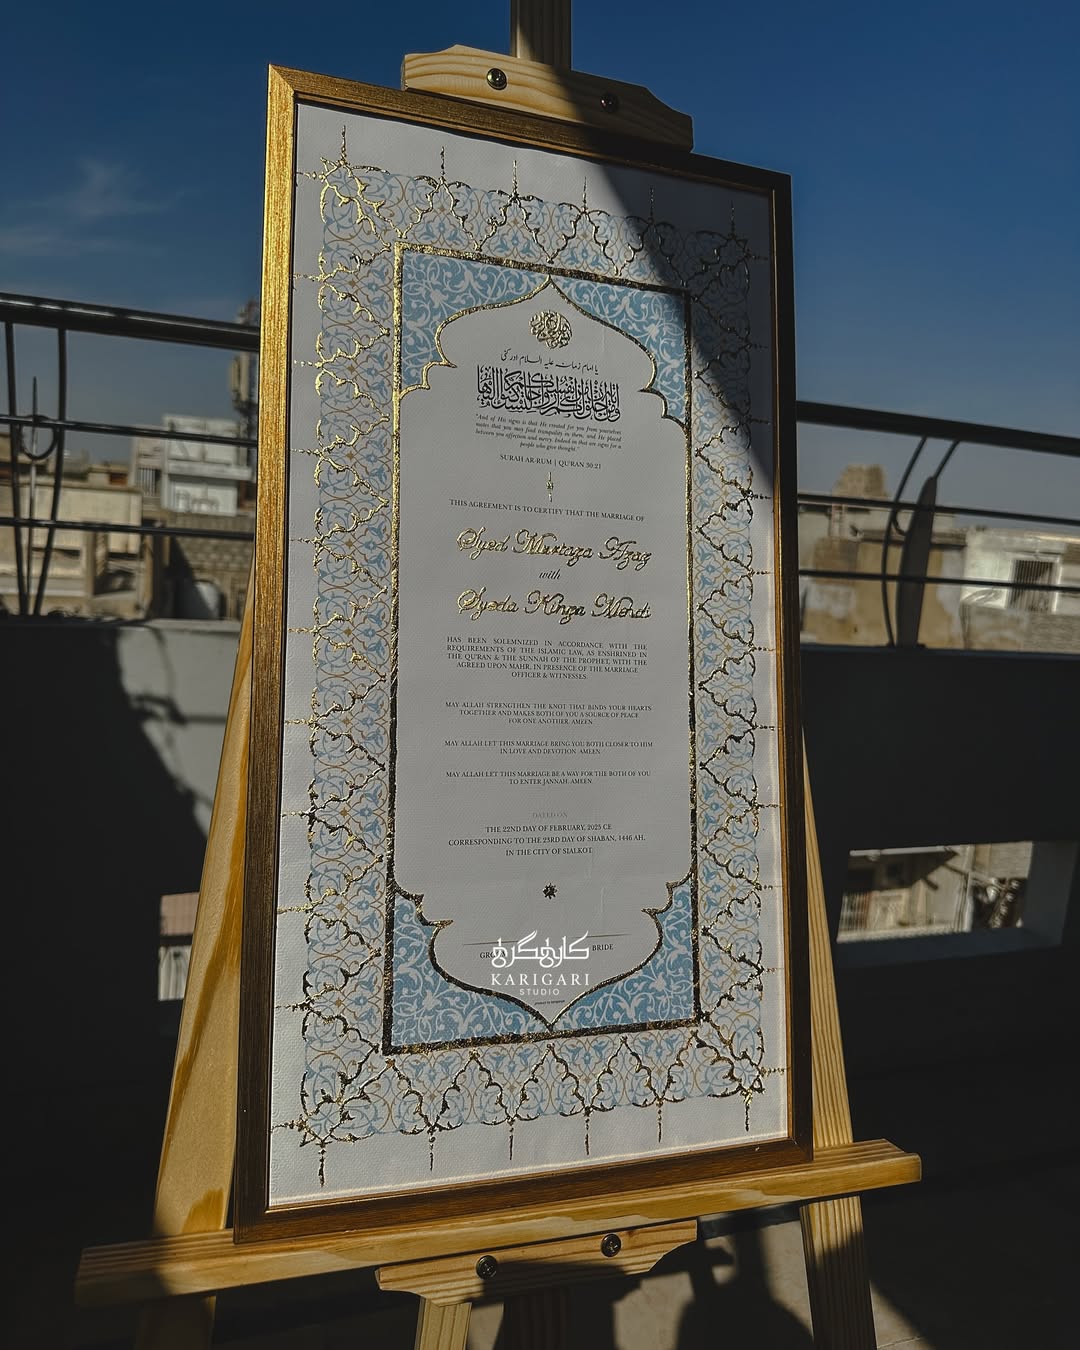 یا امام زمانہ علیہ السلام اور کنی
"And of His signs is that He created for you from yourselves
mates that you may find tranquility in them, and He placed
between you affection and mercy. Indeed in that are signs for a
people who give thought."
SURAH AR-RUM | QU'RAN 30:21
THIS AGREEMENT IS TO CERTIFY THAT THE MARRIAGE OF
Syed Murtaza Azaz
with
Syeda Kinza Mehdi
HAS BEEN SOLEMNIZED IN ACCORDANCE WITH THE
REQUIREMENTS OF THE ISLAMIC LAW, AS ENSHRINED IN
THE QU'RAN & THE SUNNAH OF THE PROPHET, WITH THE
AGREED UPON MAHR, IN PRESENCE OF THE MARRIAGE
OFFICER & WITNESSES.
MAY ALLAH STRENGTHEN THE KNOT THAT BINDS YOUR HEARTS
TOGETHER AND MAKES BOTH OF YOU A SOURCE OF PEACE
FOR ONE ANOTHER. AMEEN.
MAY ALLAH LET THIS MARRIAGE BRING YOU BOTH CLOSER TO HIM
IN LOVE AND DEVOTION. AMEEN.
MAY ALLAH LET THIS MARRIAGE BE A WAY FOR THE BOTH OF YOU
TO ENTER JANNAH. AMEEN.
DATED ON
THE 22ND DAY OF FEBRUARY, 2025 CE
CORRESPONDING TO THE 23RD DAY OF SHABAN, 1446 AH.
IN THE CITY OF SIALKOT
BRIDE
کاریگری
KARIGARI
STUDIO